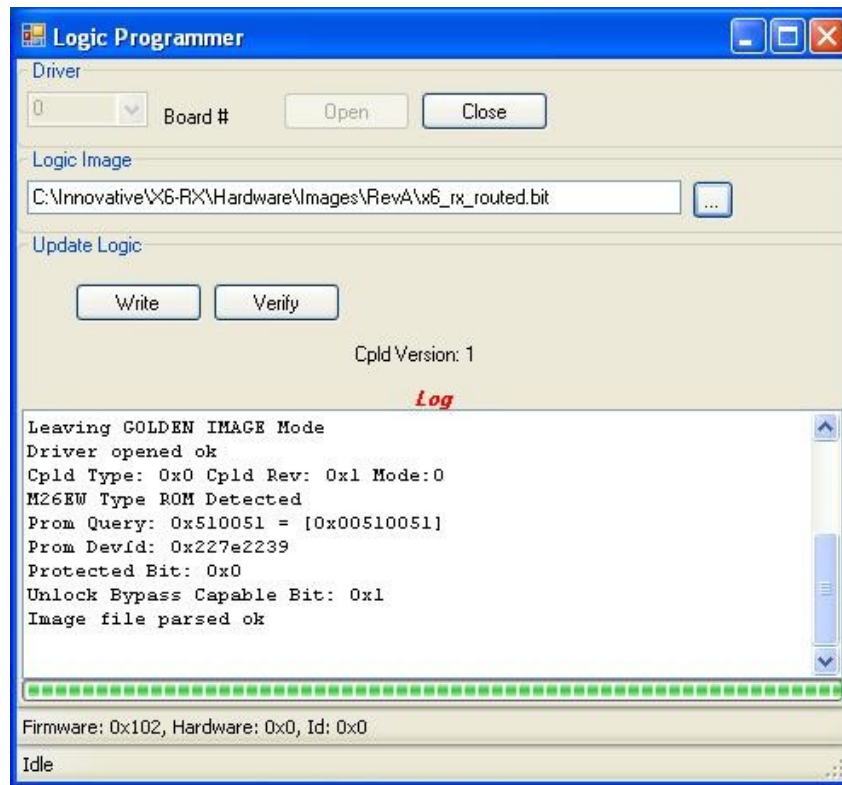 Logic Programmer
Driver
0 Board # Open Close
Logic Image
C:\Innovative\X6-RX\Hardware\Images\RevA\x6_rx_routed.bit ...
Update Logic
Write Verify
Cpld Version: 1
Log
Leaving GOLDEN IMAGE Mode
Driver opened ok
Cpld Type: 0x0 Cpld Rev: 0x1 Mode:0
M26EW Type ROM Detected
Prom Query: 0x510051 = [0x00510051]
Prom DevId: 0x227e2239
Protected Bit: 0x0
Unlock Bypass Capable Bit: 0x1
Image file parsed ok
Firmware: 0x102, Hardware: 0x0, Id: 0x0
Idle